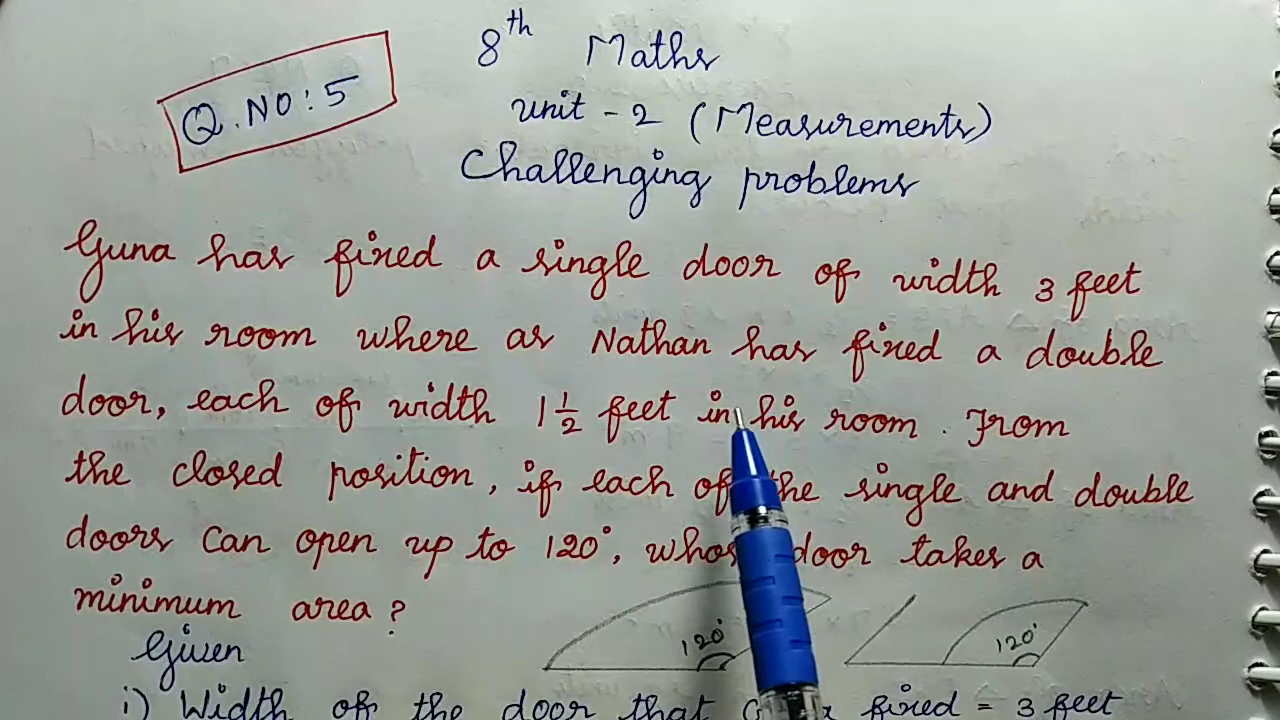 Q.NO:5
8th Maths
unit - 2 (Measurements)
Challenging problems
Guna has fixed a single door of width 3 feet
in his room where as Nathan has fixed a double
door, each of width 1 1/2 feet in his room. From
the closed position, if each of the single and double
doors can open up to 120°, door takes a
minimum area?
120°
120°
Given
i) Width of the door that fixed = 3 feet